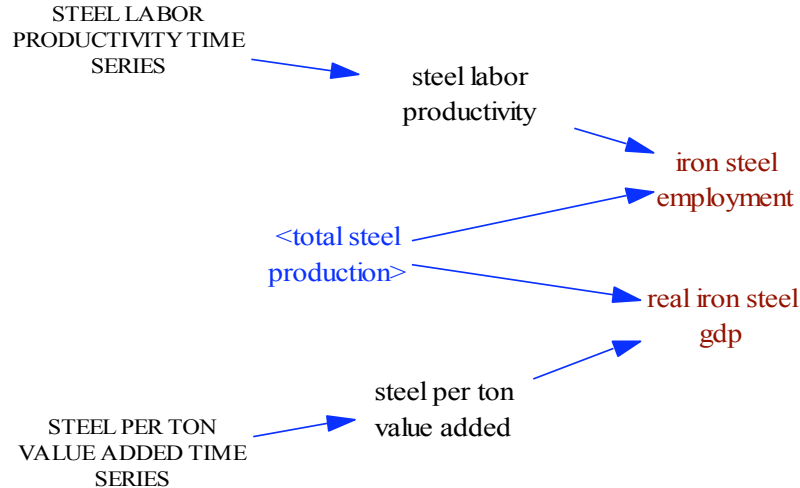 STEEL LABOR
PRODUCTIVITY TIME
SERIES
steel labor
productivity
iron steel
employment
<total steel
production>
real iron steel
gdp
steel per ton
value added
STEEL PER TON
VALUE ADDED TIME
SERIES